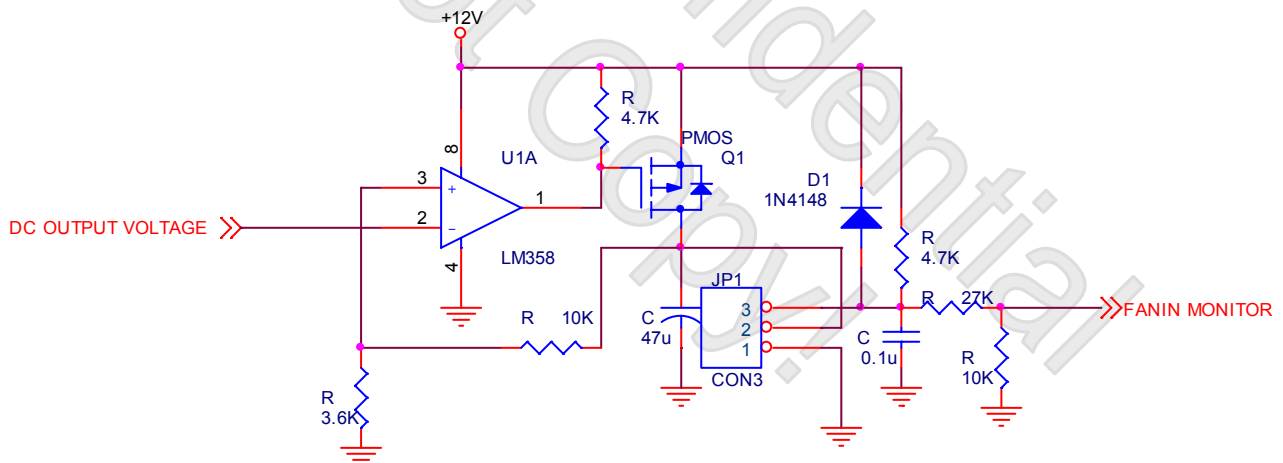 +12V
R
4.7K
PMOS
Q1
U1A
8
3
+
1
2
−
4
LM358
DC OUTPUT VOLTAGE
D1
1N4148
R
4.7K
JP1
3
2
1
CON3
C
47u
R 10K
R
3.6K
R 27K
C
0.1u
R
10K
FANIN MONITOR
Copy!